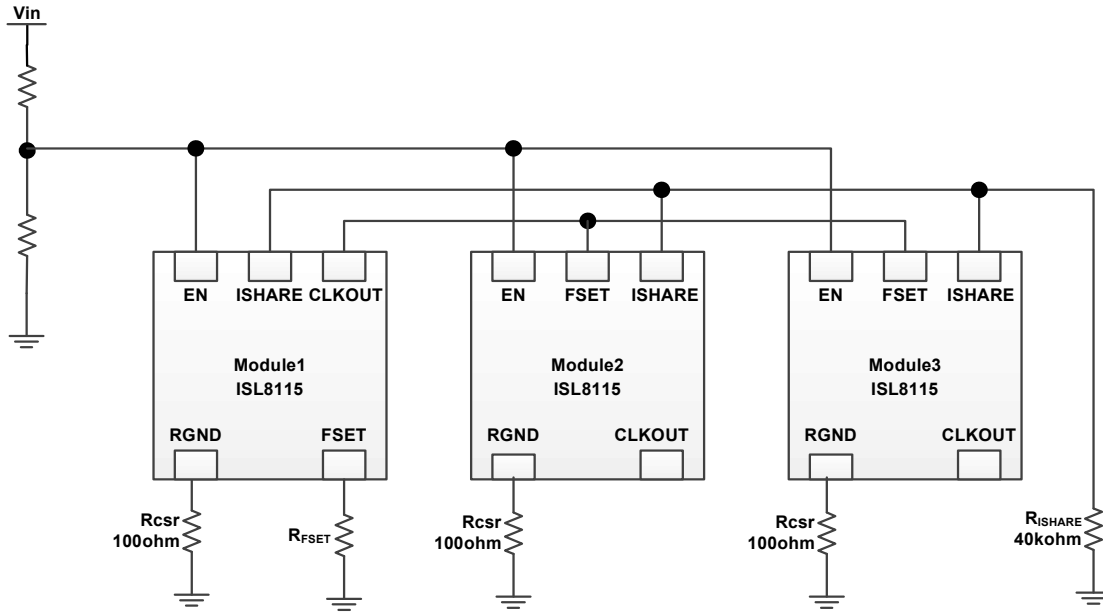 Vin
EN ISHARE CLKOUT
EN FSET ISHARE
EN FSET ISHARE
Module1
ISL8115
Module2
ISL8115
Module3
ISL8115
RGND FSET
RGND CLKOUT
RGND CLKOUT
Rcsr
100ohm
RFSET
Rcsr
100ohm
Rcsr
100ohm
RISHARE
40kohm